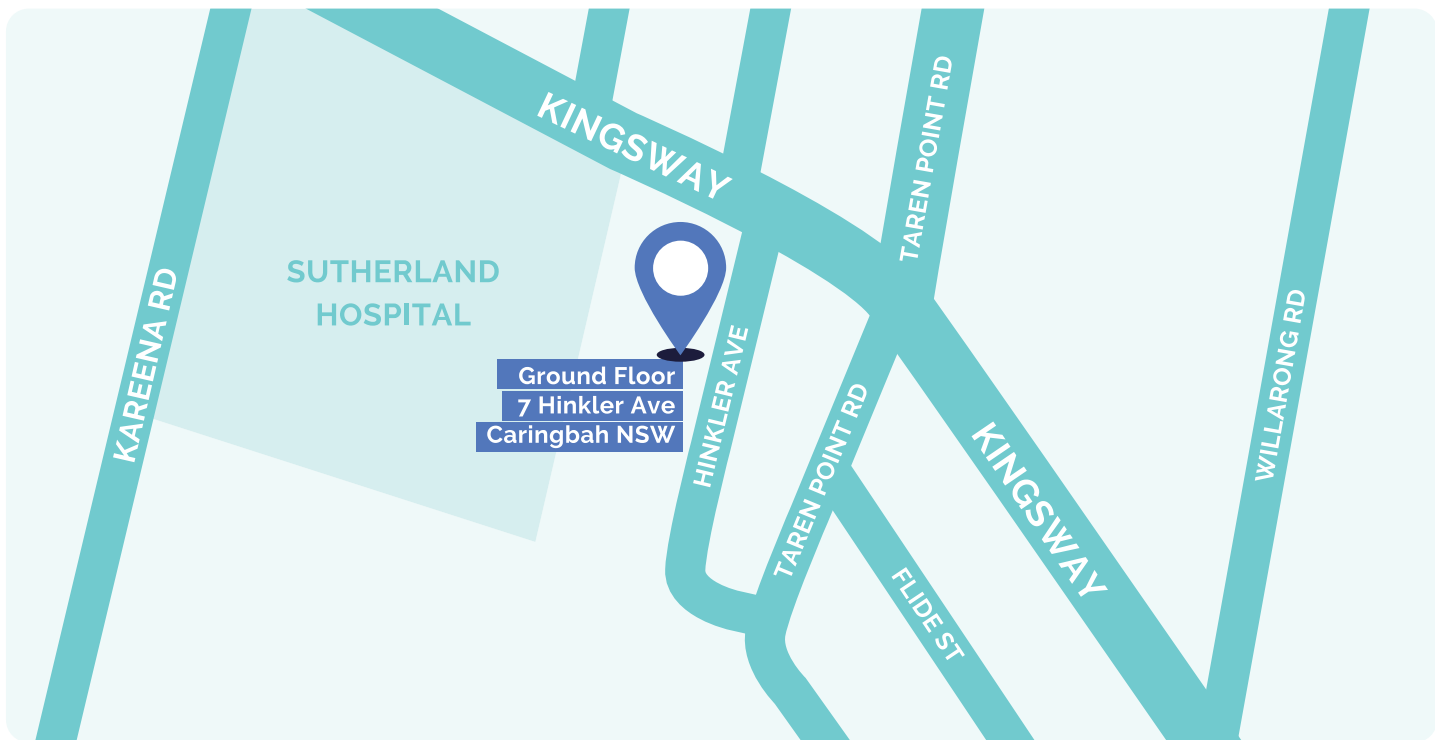 KINGSWAY
TAREN POINT RD
SUTHERLAND
HOSPITAL
KAREENA RD
Ground Floor
7 Hinkler Ave
Caringbah NSW
HINKLER AVE
TAREN POINT RD
WILLARONG RD
KINGSWAY
FLIDE ST